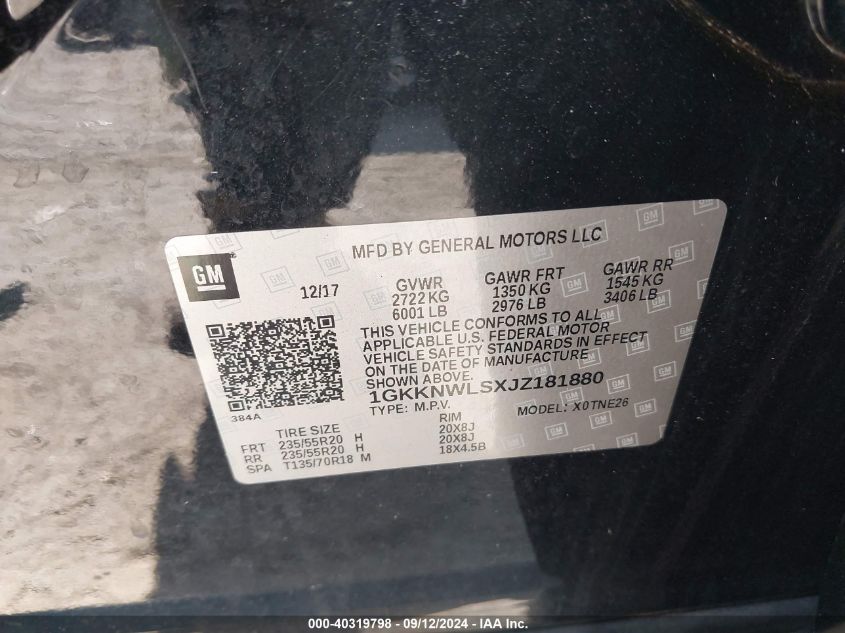 MFD BY GENERAL MOTORS LLC
GM
12/17
GVWR
2722 KG
6001 LB
GAWR FRT
1350 KG
2976 LB
GAWR RR
1545 KG
3406 LB
THIS VEHICLE CONFORMS TO ALL
APPLICABLE U.S. FEDERAL MOTOR
VEHICLE SAFETY STANDARDS IN EFFECT
ON THE DATE OF MANUFACTURE
SHOWN ABOVE.
1GKKNWLSXJZ181880
TYPE: M.P.V.
MODEL: X0TNE26
384A
TIRE SIZE RIM
FRT 235/55R20 H 20X8J
RR 235/55R20 H 20X8J
SPA T135/70R18 M 18X4.5B
000-40319798 - 09/12/2024 - © IAA Inc.